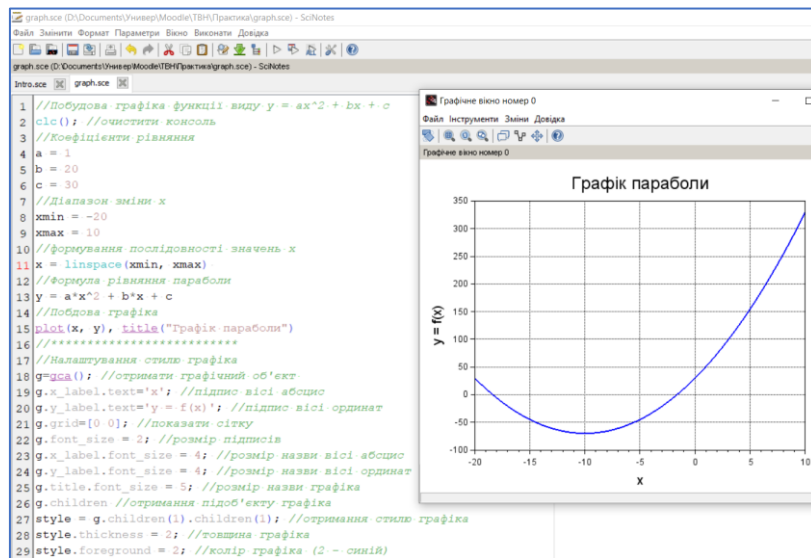 graph.sce (D:\Documents\Универ\Moodle\ТВН\Практика\graph.sce) - SciNotes
Файл Змінити Формат Параметри Вікно Виконати Довідка
graph.sce (D:\Documents\Универ\Moodle\ТВН\Практика\graph.sce) - SciNotes
Intro.sce graph.sce
1 //Побудова графіка функції виду y = ax^2 + bx + c
2 clc(); //очистити консоль
3 //Коефіцієнти рівняння
4 a = 1
5 b = 20
6 c = 30
7 //Діапазон зміни x
8 xmin = -20
9 xmax = 10
10 //формування послідовності значень x
11 x = linspace(xmin, xmax)
12 //Формула рівняння параболи
13 y = a*x^2 + b*x + c
14 //Побдова графіка
15 plot(x, y), title("Графік параболи")
16 //**************************
17 //Налаштування стилю графіка
18 g=gca(); //отримати графічний об'єкт
19 g.x_label.text='x'; //підпис вісі абсцис
20 g.y_label.text='y = f(x)'; //підпис вісі ординат
21 g.grid=[0 0]; //показати сітку
22 g.font_size = 2; //розмір підписів
23 g.x_label.font_size = 4; //розмір назви вісі абсцис
24 g.y_label.font_size = 4; //розмір назви вісі ординат
25 g.title.font_size = 5; //розмір назви графіка
26 g.children //отримання підоб'єкту графіка
27 style = g.children(1).children(1); //отримання стилю графіка
28 style.thickness = 2; //товщина графіка
29 style.foreground = 2; //колір графіка (2 - синій)
Графічне вікно номер 0
Файл Інструменти Зміни Довідка
Графічне вікно номер 0
Графік параболи
350
300
250
200
150
100
50
0
-50
-100
y = f(x)
-20 -15 -10 -5 0 5 10
x